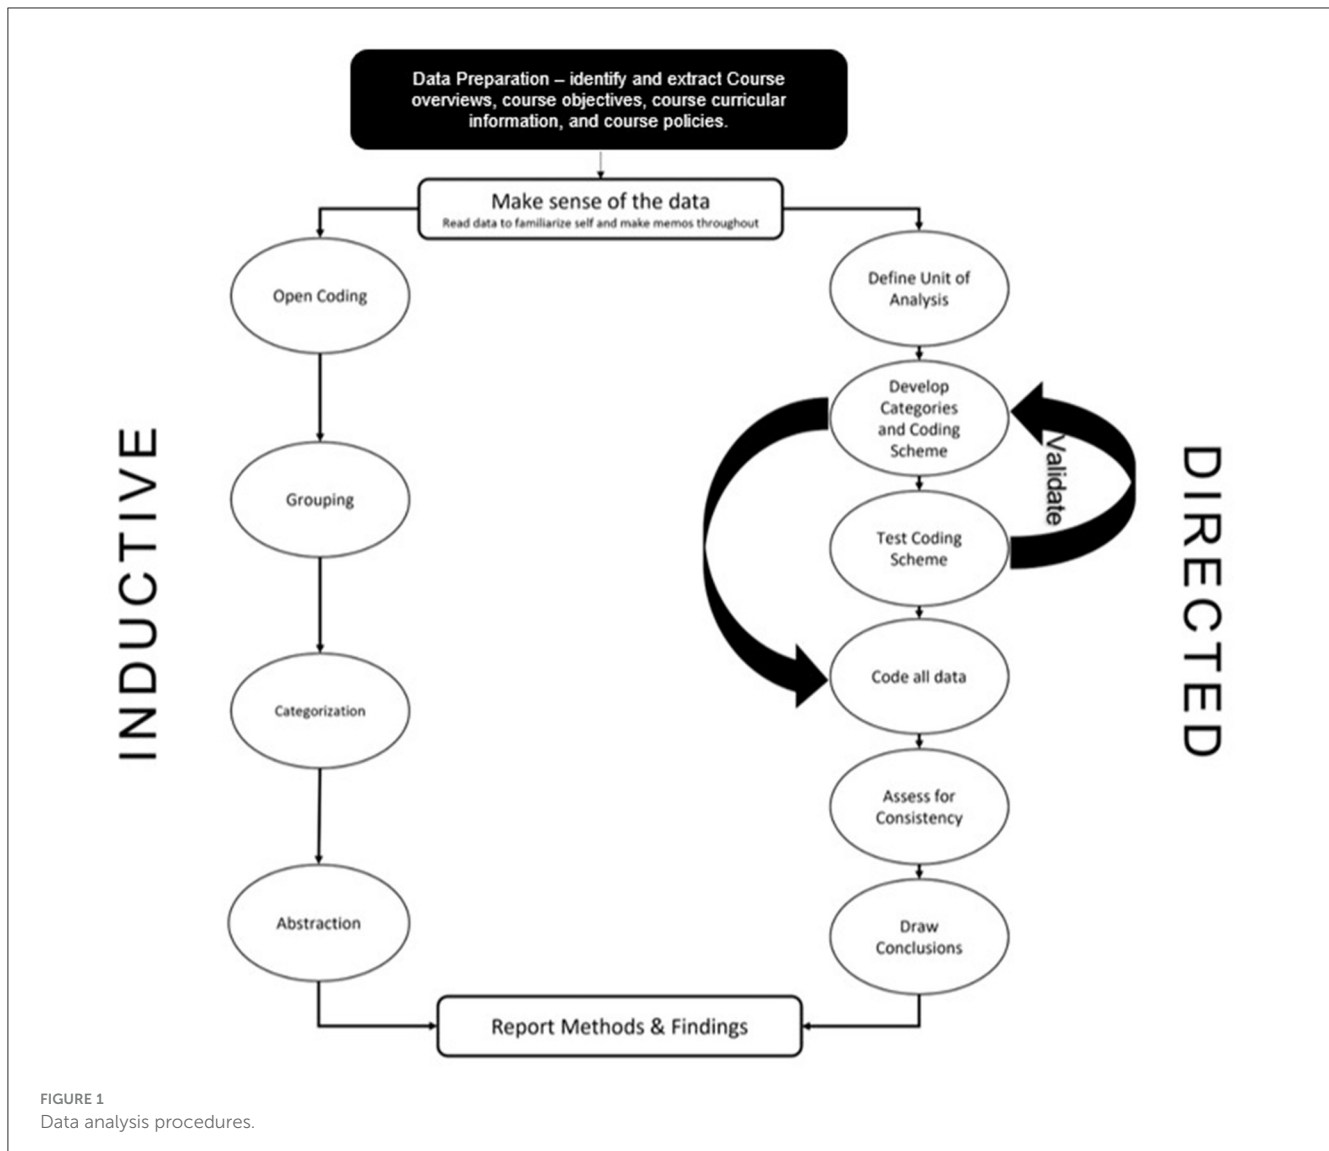 Data Preparation – identify and extract Course
overviews, course objectives, course curricular
information, and course policies.
Make sense of the data
Read data to familiarize self and make memos throughout
INDUCTIVE
Open Coding
Grouping
Categorization
Abstraction
Define Unit of
Analysis
Develop
Categories
and Coding
Scheme
Validate
Test Coding
Scheme
Code all data
Assess for
Consistency
Draw
Conclusions
DIRECTED
Report Methods & Findings
FIGURE 1
Data analysis procedures.